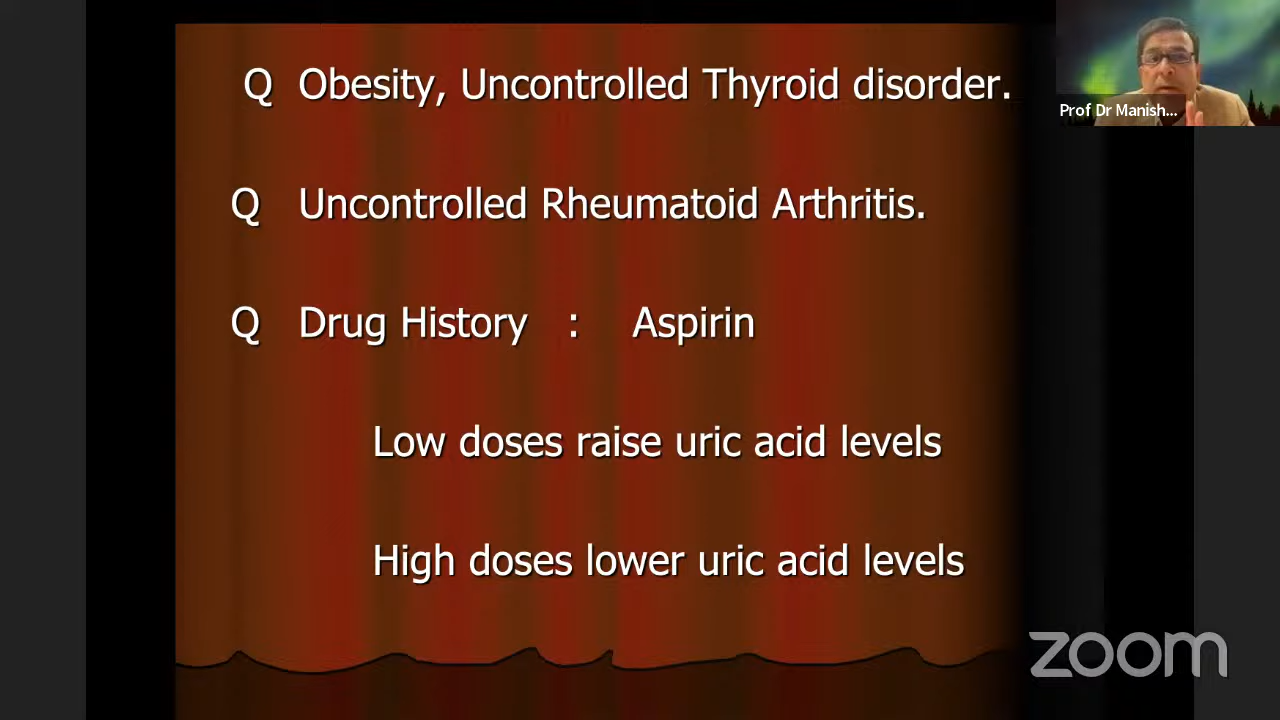 Q Obesity, Uncontrolled Thyroid disorder.
Prof Dr Manish...
Q Uncontrolled Rheumatoid Arthritis.
Q Drug History : Aspirin
Low doses raise uric acid levels
High doses lower uric acid levels
zoom